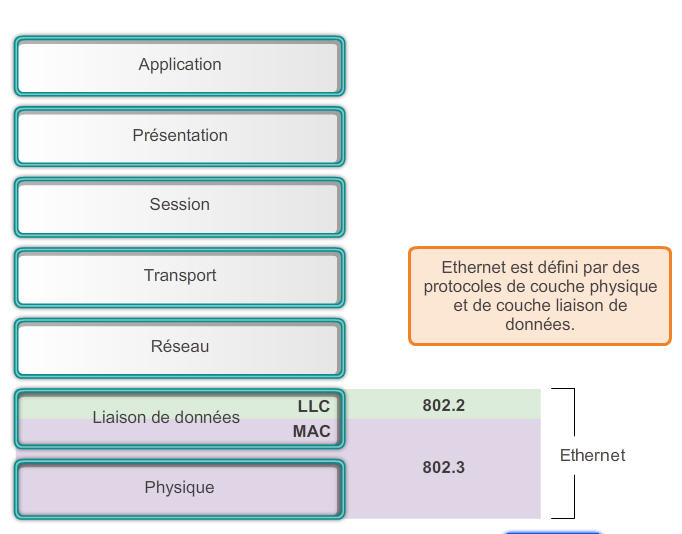 Application
Présentation
Session
Transport
Ethernet est défini par des
protocoles de couche physique
et de couche liaison de
données.
Réseau
Liaison de données
LLC
MAC
802.2
802.3
Ethernet
Physique